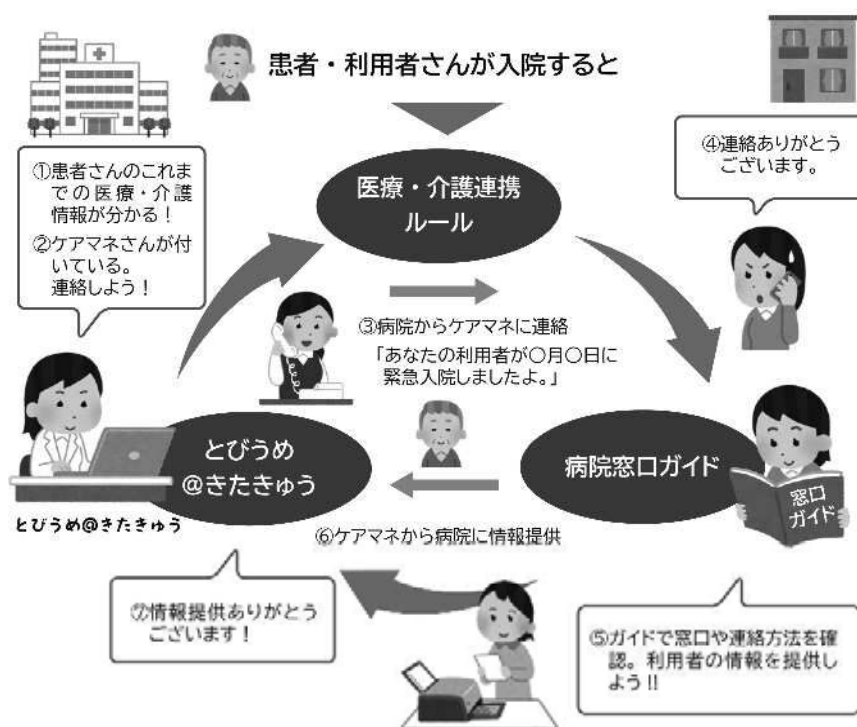 患者・利用者さんが入院すると
①患者さんのこれま
での医療・介護
情報が分かる！
②ケアマネさんが付
いている。
連絡しよう！
医療・介護連携
ルール
④連絡ありがとう
ございます。
③病院からケアマネに連絡
「あなたの利用者が〇月〇日に
緊急入院しましたよ。」
とびうめ
@きたきゅう
とびうめ@きたきゅう
病院窓口ガイド
窓口
ガイド
⑥ケアマネから病院に情報提供
⑦情報提供ありがとう
ございます！
⑤ガイドで窓口や連絡方法を確
認。利用者の情報を提供し
よう!!